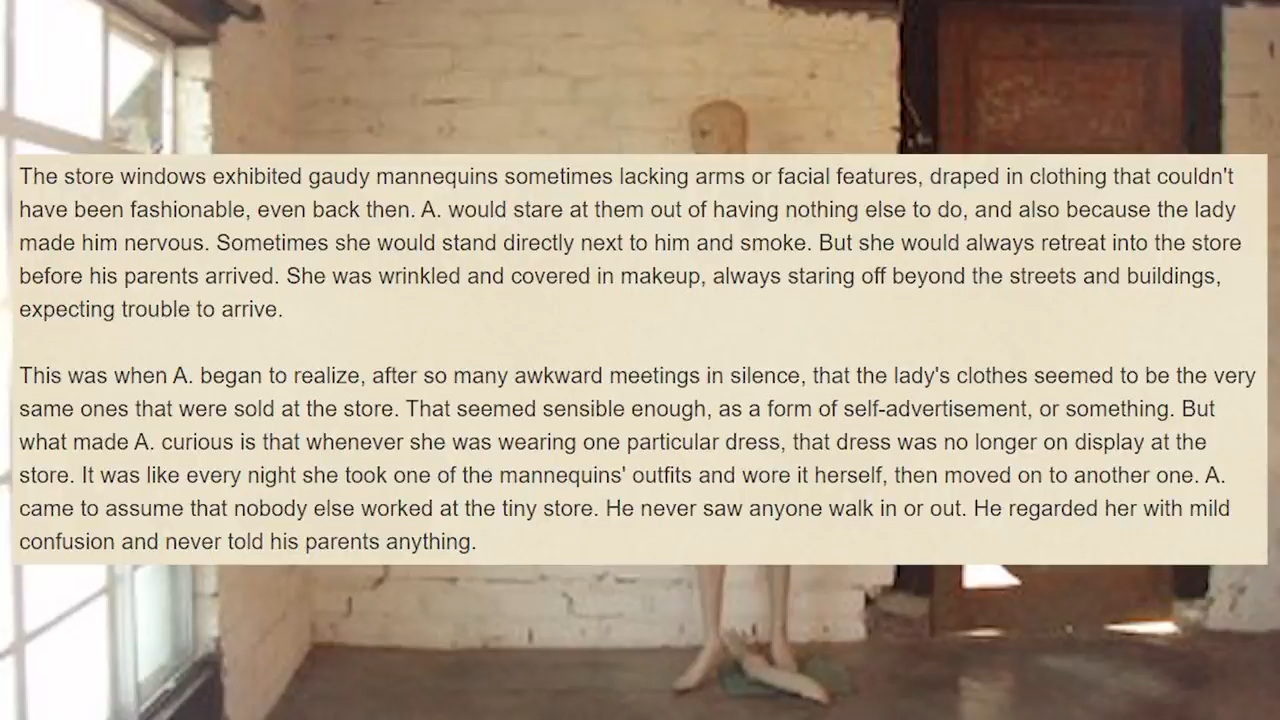 The store windows exhibited gaudy mannequins sometimes lacking arms or facial features, draped in clothing that couldn't
have been fashionable, even back then. A. would stare at them out of having nothing else to do, and also because the lady
made him nervous. Sometimes she would stand directly next to him and smoke. But she would always retreat into the store
before his parents arrived. She was wrinkled and covered in makeup, always staring off beyond the streets and buildings,
expecting trouble to arrive.
This was when A. began to realize, after so many awkward meetings in silence, that the lady's clothes seemed to be the very
same ones that were sold at the store. That seemed sensible enough, as a form of self-advertisement, or something. But
what made A. curious is that whenever she was wearing one particular dress, that dress was no longer on display at the
store. It was like every night she took one of the mannequins' outfits and wore it herself, then moved on to another one. A.
came to assume that nobody else worked at the tiny store. He never saw anyone walk in or out. He regarded her with mild
confusion and never told his parents anything.